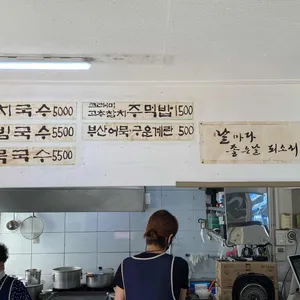 치국수 5000
빔국수 5500
묵국수 5500
고추참치 주먹밥 1500
부산어묵·구운계란 500
날마다
좋은날 되소서